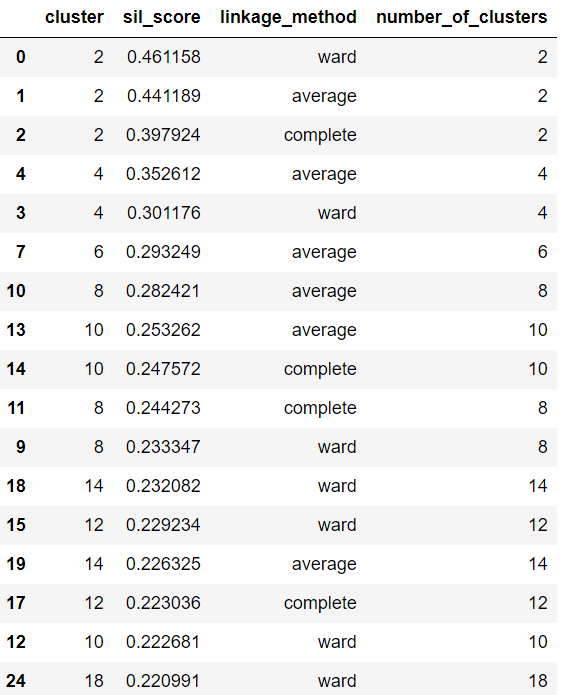 cluster sil_score linkage_method number_of_clusters
0 2 0.461158 ward 2
1 2 0.441189 average 2
2 2 0.397924 complete 2
4 4 0.352612 average 4
3 4 0.301176 ward 4
7 6 0.293249 average 6
10 8 0.282421 average 8
13 10 0.253262 average 10
14 10 0.247572 complete 10
11 8 0.244273 complete 8
9 8 0.233347 ward 8
18 14 0.232082 ward 14
15 12 0.229234 ward 12
19 14 0.226325 average 14
17 12 0.223036 complete 12
12 10 0.222681 ward 10
24 18 0.220991 ward 18